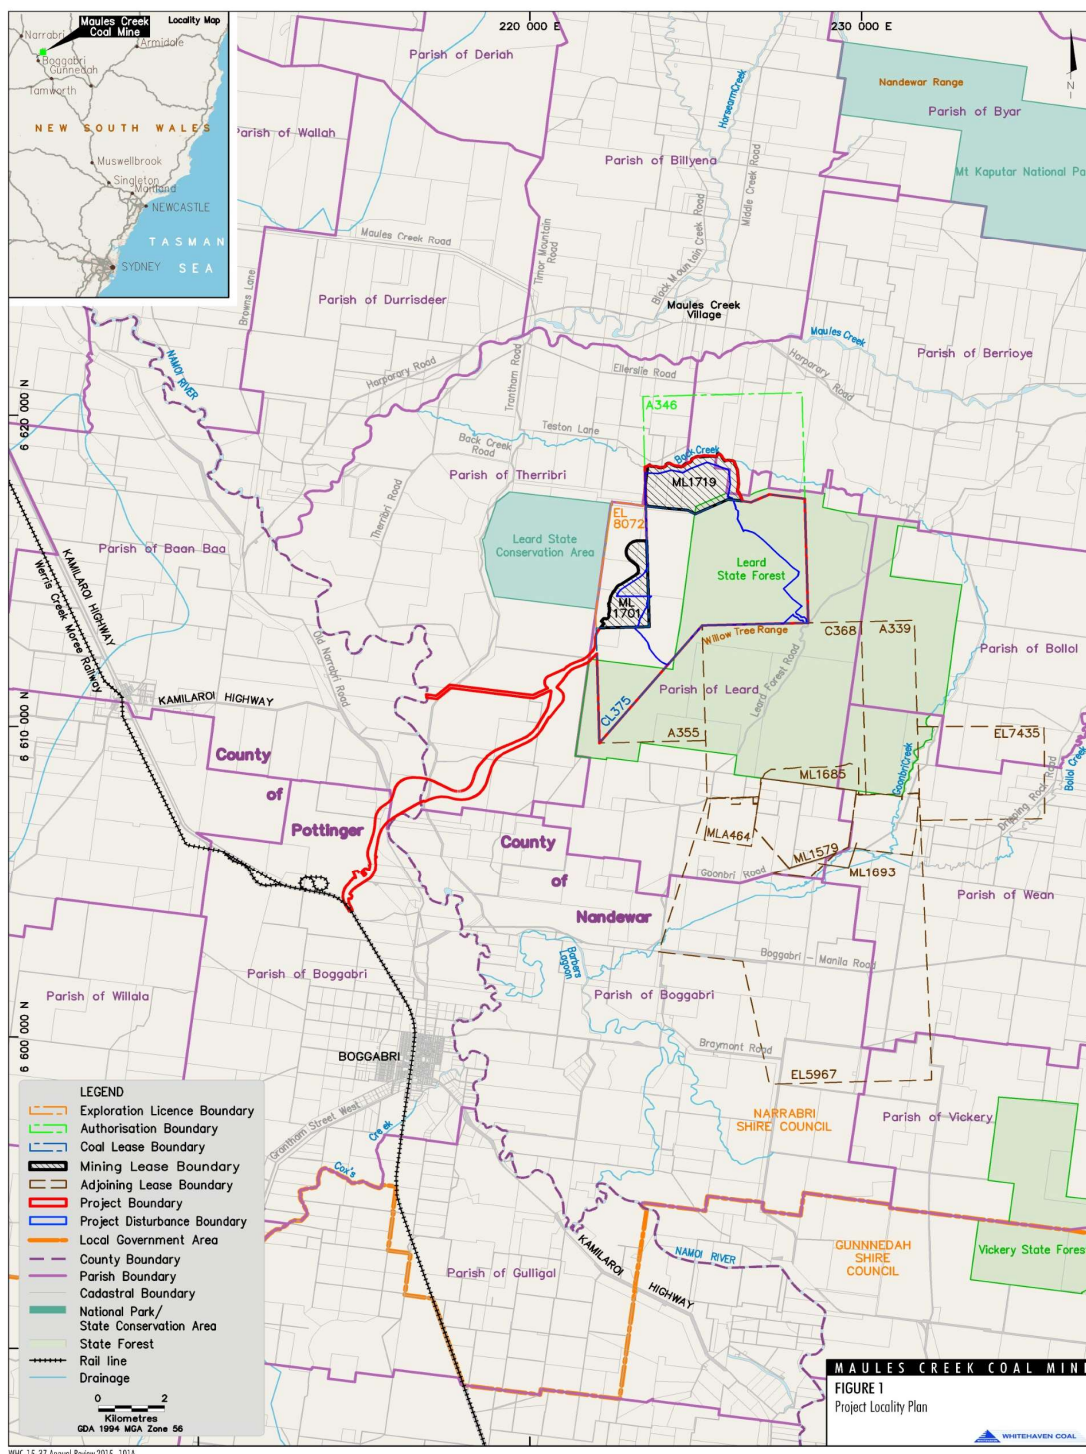 Maules Creek
Coal Mine
Locality Map
Narrabri
Armidale
Boggabri
Gunnedah
Tamworth
NEW SOUTH WALES
Muswellbrook
Singleton
Maitland
NEWCASTLE
TASMAN
SEA
SYDNEY
220 000 E
230 000 E
N
Parish of Deriah
Nandewar Range
Parish of Byar
HorsearmCreek
Parish of Wallah
Parish of Billyena
Mt Kaputar National Pa
Middle Creek Road
Black Mountain Creek Road
Maules Creek Road
Timor Mountain
Road
Browns Lane
Parish of Durrisdeer
Maules Creek
Village
Maules Creek
Parish of Berrioye
NAMOI RIVER
Harparary Road
Trantham Road
Ellerslie Road
Harparary Road
6 620 000 N
A346
Teston Lane
Back Creek
Road
Back Creek
Parish of Therribri
ML1719
Therribri Road
EL
8072
Leard State
Conservation Area
Parish of Baan Baa
KAMILAROI HIGHWAY
Werris Creek Moree Railway
Leard
State Forest
ML
1701
Willow Tree Range
C368
A339
Parish of Bollol
Old Narrabri Road
Leard Forest Road
Parish of Leard
KAMILAROI HIGHWAY
CL375
A355
EL7435
6 610 000 N
County
of
Pottinger
GoonbriCreek
Bollol Creek
Dripping Rock Road
ML1685
MLA464
County
of
Nandewar
ML1579
ML1693
Goonbri Road
Parish of Wean
Barbers
Lagoon
Boggabri - Manila Road
Parish of Boggabri
Parish of Boggabri
Parish of Willala
6 600 000 N
Braymont Road
BOGGABRI
EL5967
NARRABRI
SHIRE COUNCIL
Parish of Vickery
Grantham Street West
Cox's
Creek
NAMOI RIVER
KAMILAROI
HIGHWAY
GUNNNEDAH
SHIRE
COUNCIL
Vickery State Fores
Parish of Gulligal
LEGEND
Exploration Licence Boundary
Authorisation Boundary
Coal Lease Boundary
Mining Lease Boundary
Adjoining Lease Boundary
Project Boundary
Project Disturbance Boundary
Local Government Area
County Boundary
Parish Boundary
Cadastral Boundary
National Park/
State Conservation Area
State Forest
Rail line
Drainage
0 2
Kilometres
GDA 1994 MGA Zone 56
MAULES CREEK COAL MIN
FIGURE 1
Project Locality Plan
WHITEHAVEN COAL